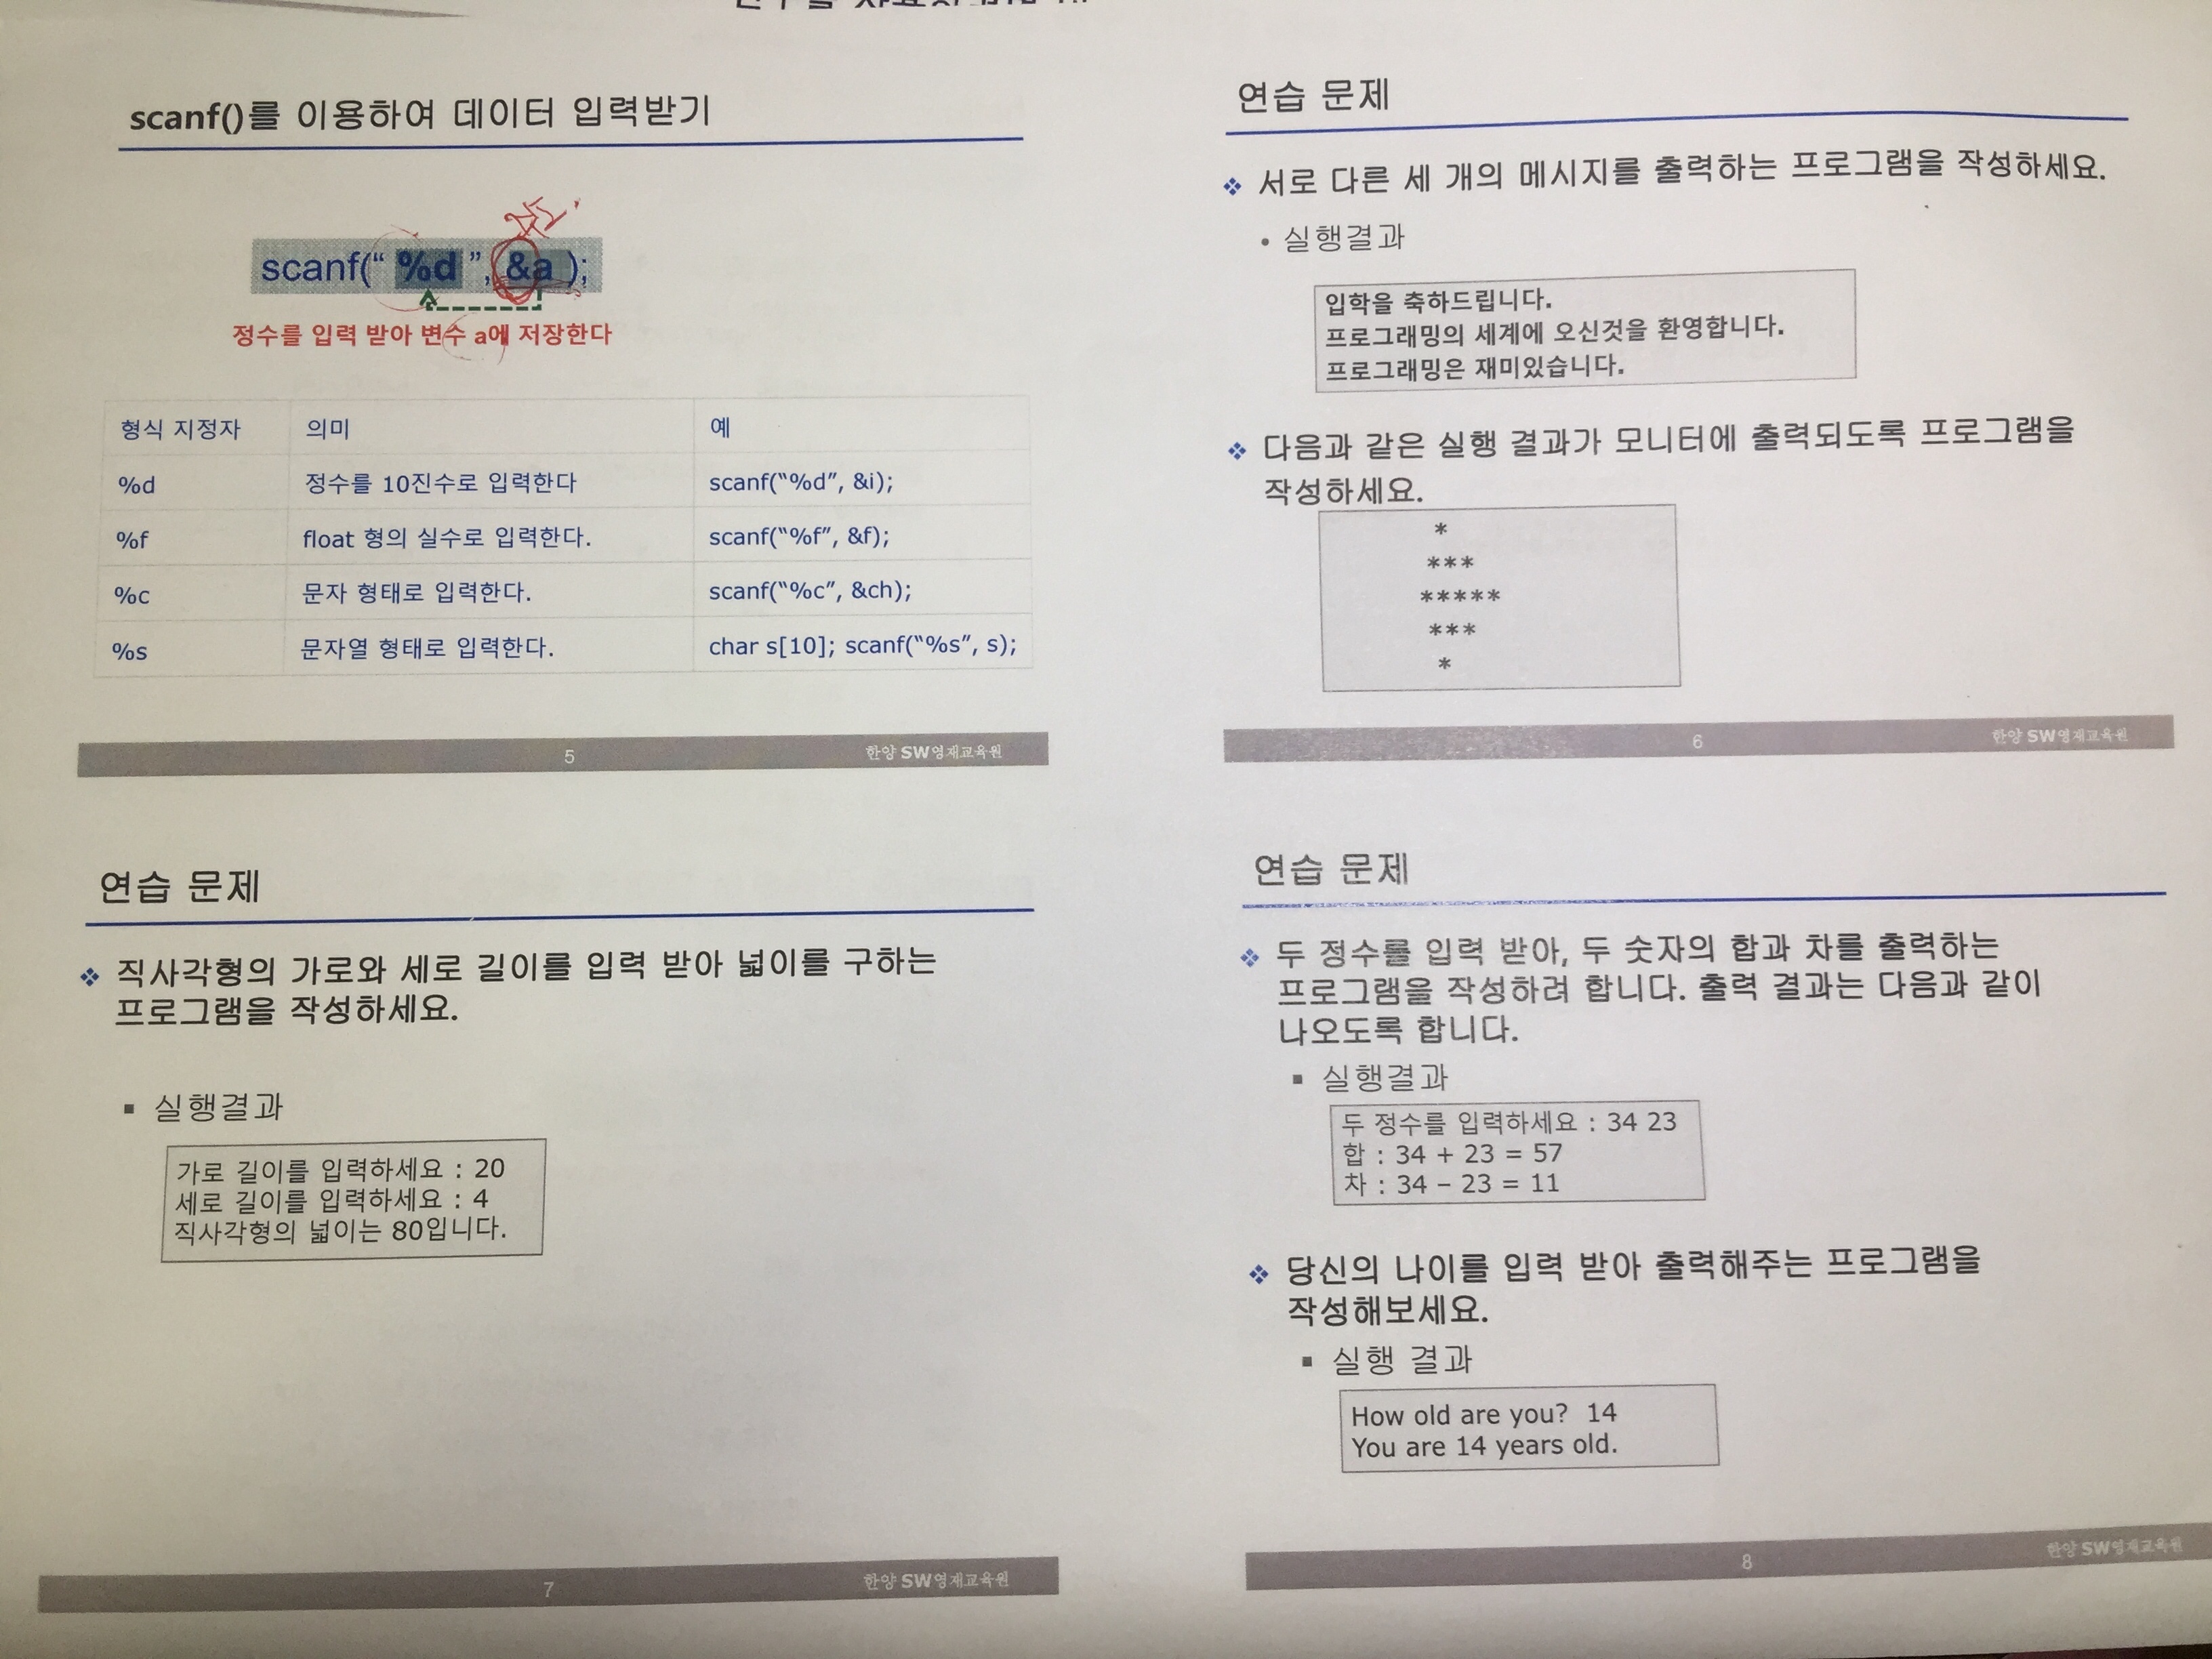 scanf()를 이용하여 데이터 입력받기
scanf(“ %d ”, &a );
정수를 입력 받아 변수 a에 저장한다
형식 지정자 의미 예
%d 정수를 10진수로 입력한다 scanf(“%d”, &i);
%f float 형의 실수로 입력한다. scanf(“%f”, &f);
%c 문자 형태로 입력한다. scanf(“%c”, &ch);
%s 문자열 형태로 입력한다. char s[10]; scanf(“%s”, s);
5 한양 SW영재교육원
연습 문제
❖ 서로 다른 세 개의 메시지를 출력하는 프로그램을 작성하세요.
• 실행결과
입학을 축하드립니다.
프로그래밍의 세계에 오신것을 환영합니다.
프로그래밍은 재미있습니다.
❖ 다음과 같은 실행 결과가 모니터에 출력되도록 프로그램을
작성하세요.
*
***
*****
***
*
6 한양 SW영재교육원
연습 문제
❖ 직사각형의 가로와 세로 길이를 입력 받아 넓이를 구하는
프로그램을 작성하세요.
▪ 실행결과
가로 길이를 입력하세요 : 20
세로 길이를 입력하세요 : 4
직사각형의 넓이는 80입니다.
7 한양 SW영재교육원
연습 문제
❖ 두 정수를 입력 받아, 두 숫자의 합과 차를 출력하는
프로그램을 작성하려 합니다. 출력 결과는 다음과 같이
나오도록 합니다.
▪ 실행결과
두 정수를 입력하세요 : 34 23
합 : 34 + 23 = 57
차 : 34 – 23 = 11
❖ 당신의 나이를 입력 받아 출력해주는 프로그램을
작성해보세요.
▪ 실행 결과
How old are you? 14
You are 14 years old.
8 한양 SW영재교육원